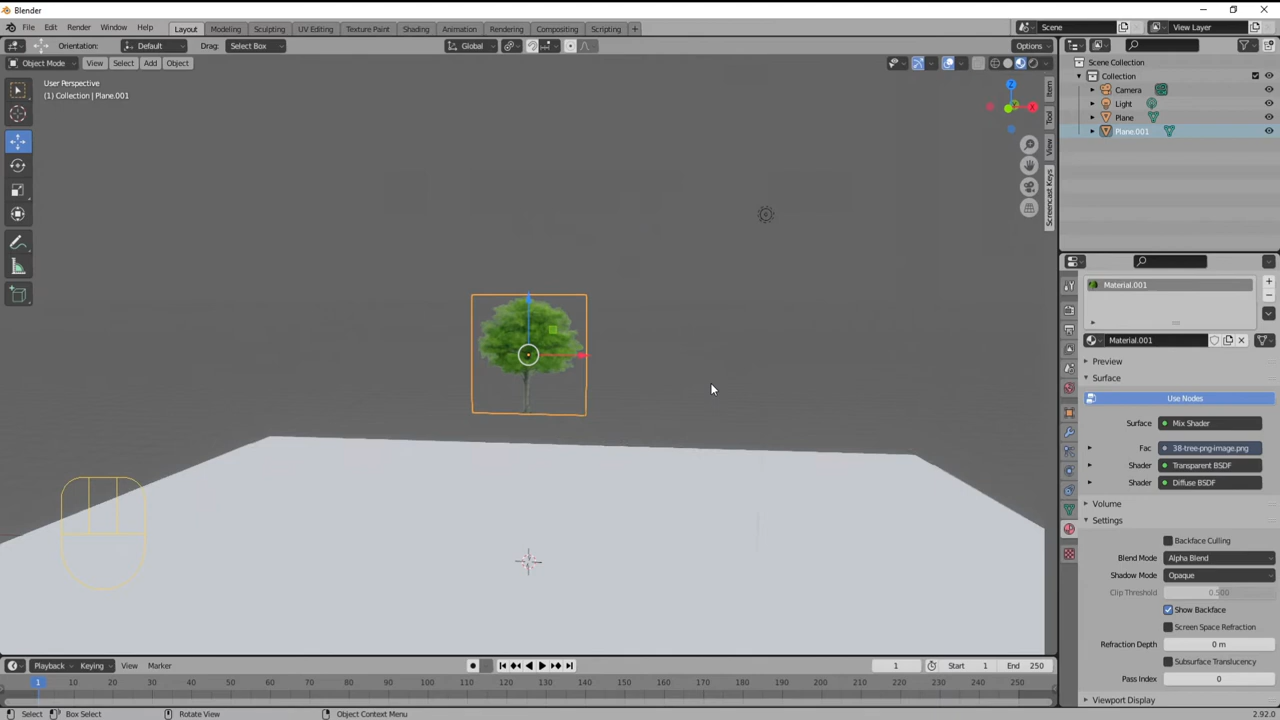 Blender
File Edit Render Window Help
Layout Modeling Sculpting UV Editing Texture Paint Shading Animation Rendering Compositing Scripting +
Scene
View Layer
Orientation: Default Drag: Select Box
Global
Options
Object Mode View Select Add Object
User Perspective
(1) Collection | Plane.001
Z
X
Item
Tool
View
Screencast Keys
Scene Collection
Collection
Camera
Light
Plane
Plane.001
Material.001
Material.001
Preview
Surface
Use Nodes
Surface Mix Shader
Fac 38-tree-png-image.png
Shader Transparent BSDF
Shader Diffuse BSDF
Volume
Settings
Backface Culling
Blend Mode Alpha Blend
Shadow Mode Opaque
Clip Threshold 0.500
Show Backface
Screen Space Refraction
Refraction Depth 0 m
Subsurface Translucency
Pass Index 0
Viewport Display
Playback Keying View Marker
1 Start 1 End 250
1 10 20 30 40 50 60 70 80 90 100 110 120 130 140 150 160 170 180 190 200 210 220 230 240 250
Select Box Select Rotate View Object Context Menu
2.92.0